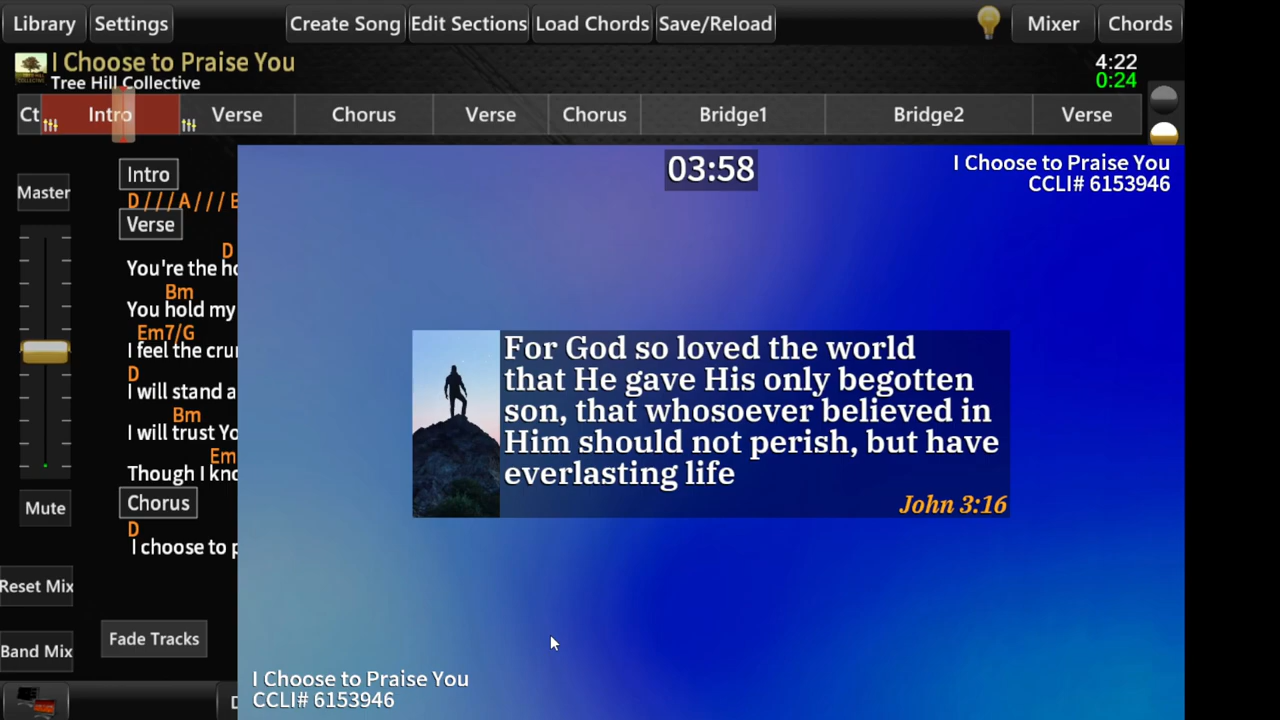 Library Settings Create Song Edit Sections Load Chords Save/Reload Mixer Chords
I Choose to Praise You
Tree Hill Collective
4:22
0:24
Ct Intro Verse Chorus Verse Chorus Bridge1 Bridge2 Verse
Master
Intro
D / / / A / / / B
Verse
D
You're the ho
Bm
You hold my
Em7/G
I feel the crun
D
I will stand a
Bm
I will trust Yo
Em
Though I kno
Chorus
D
I choose to p
Mute
Reset Mix
Band Mix
Fade Tracks
D
03:58
I Choose to Praise You
CCLI# 6153946
For God so loved the world
that He gave His only begotten
son, that whosoever believed in
Him should not perish, but have
everlasting life
John 3:16
I Choose to Praise You
CCLI# 6153946